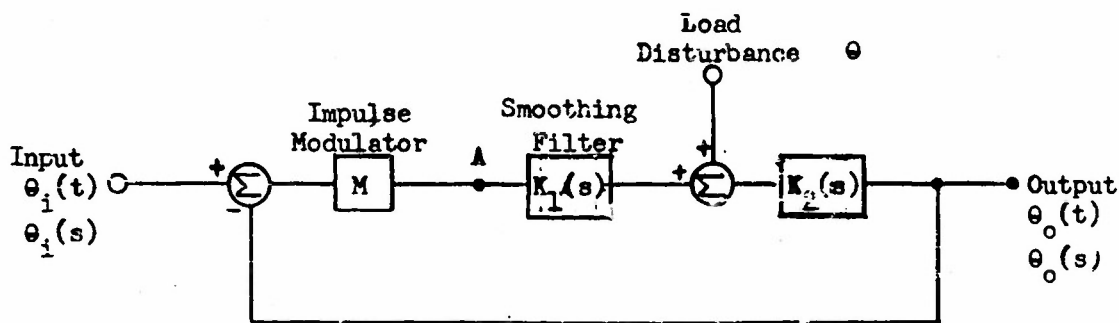 Load
Disturbance θ
Impulse
Modulator
Smoothing
Filter
Input
θi(t)
θi(s)
+
Σ
-
M
A
K1(s)
+
+
Σ
K2(s)
Output
θo(t)
θo(s)